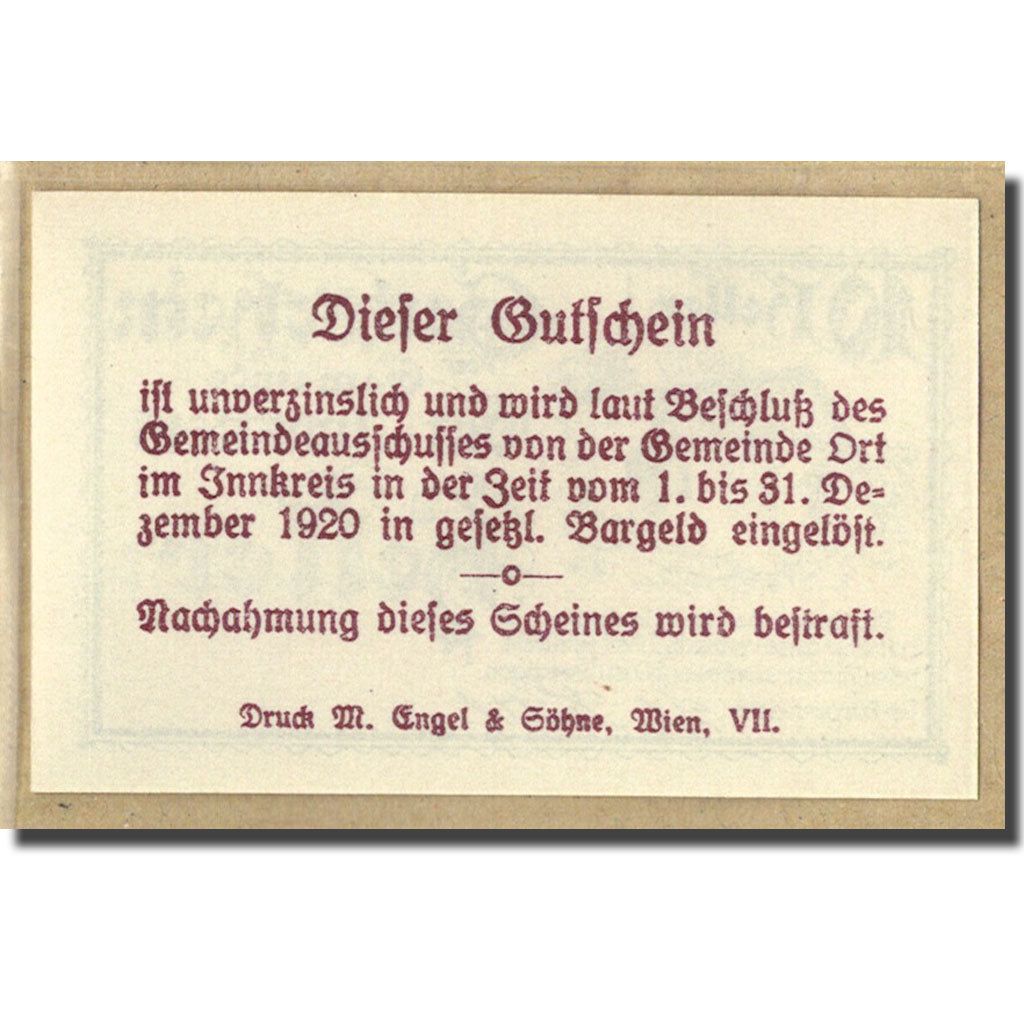 Dieser Gutschein
ist unverzinslich und wird laut Beschluß des
Gemeindeausschusses von der Gemeinde Ort
im Innkreis in der Zeit vom 1. bis 31. De-
zember 1920 in gesetzl. Bargeld eingelöst.
Nachahmung dieses Scheines wird bestraft.
Druck M. Engel & Söhne, Wien, VII.